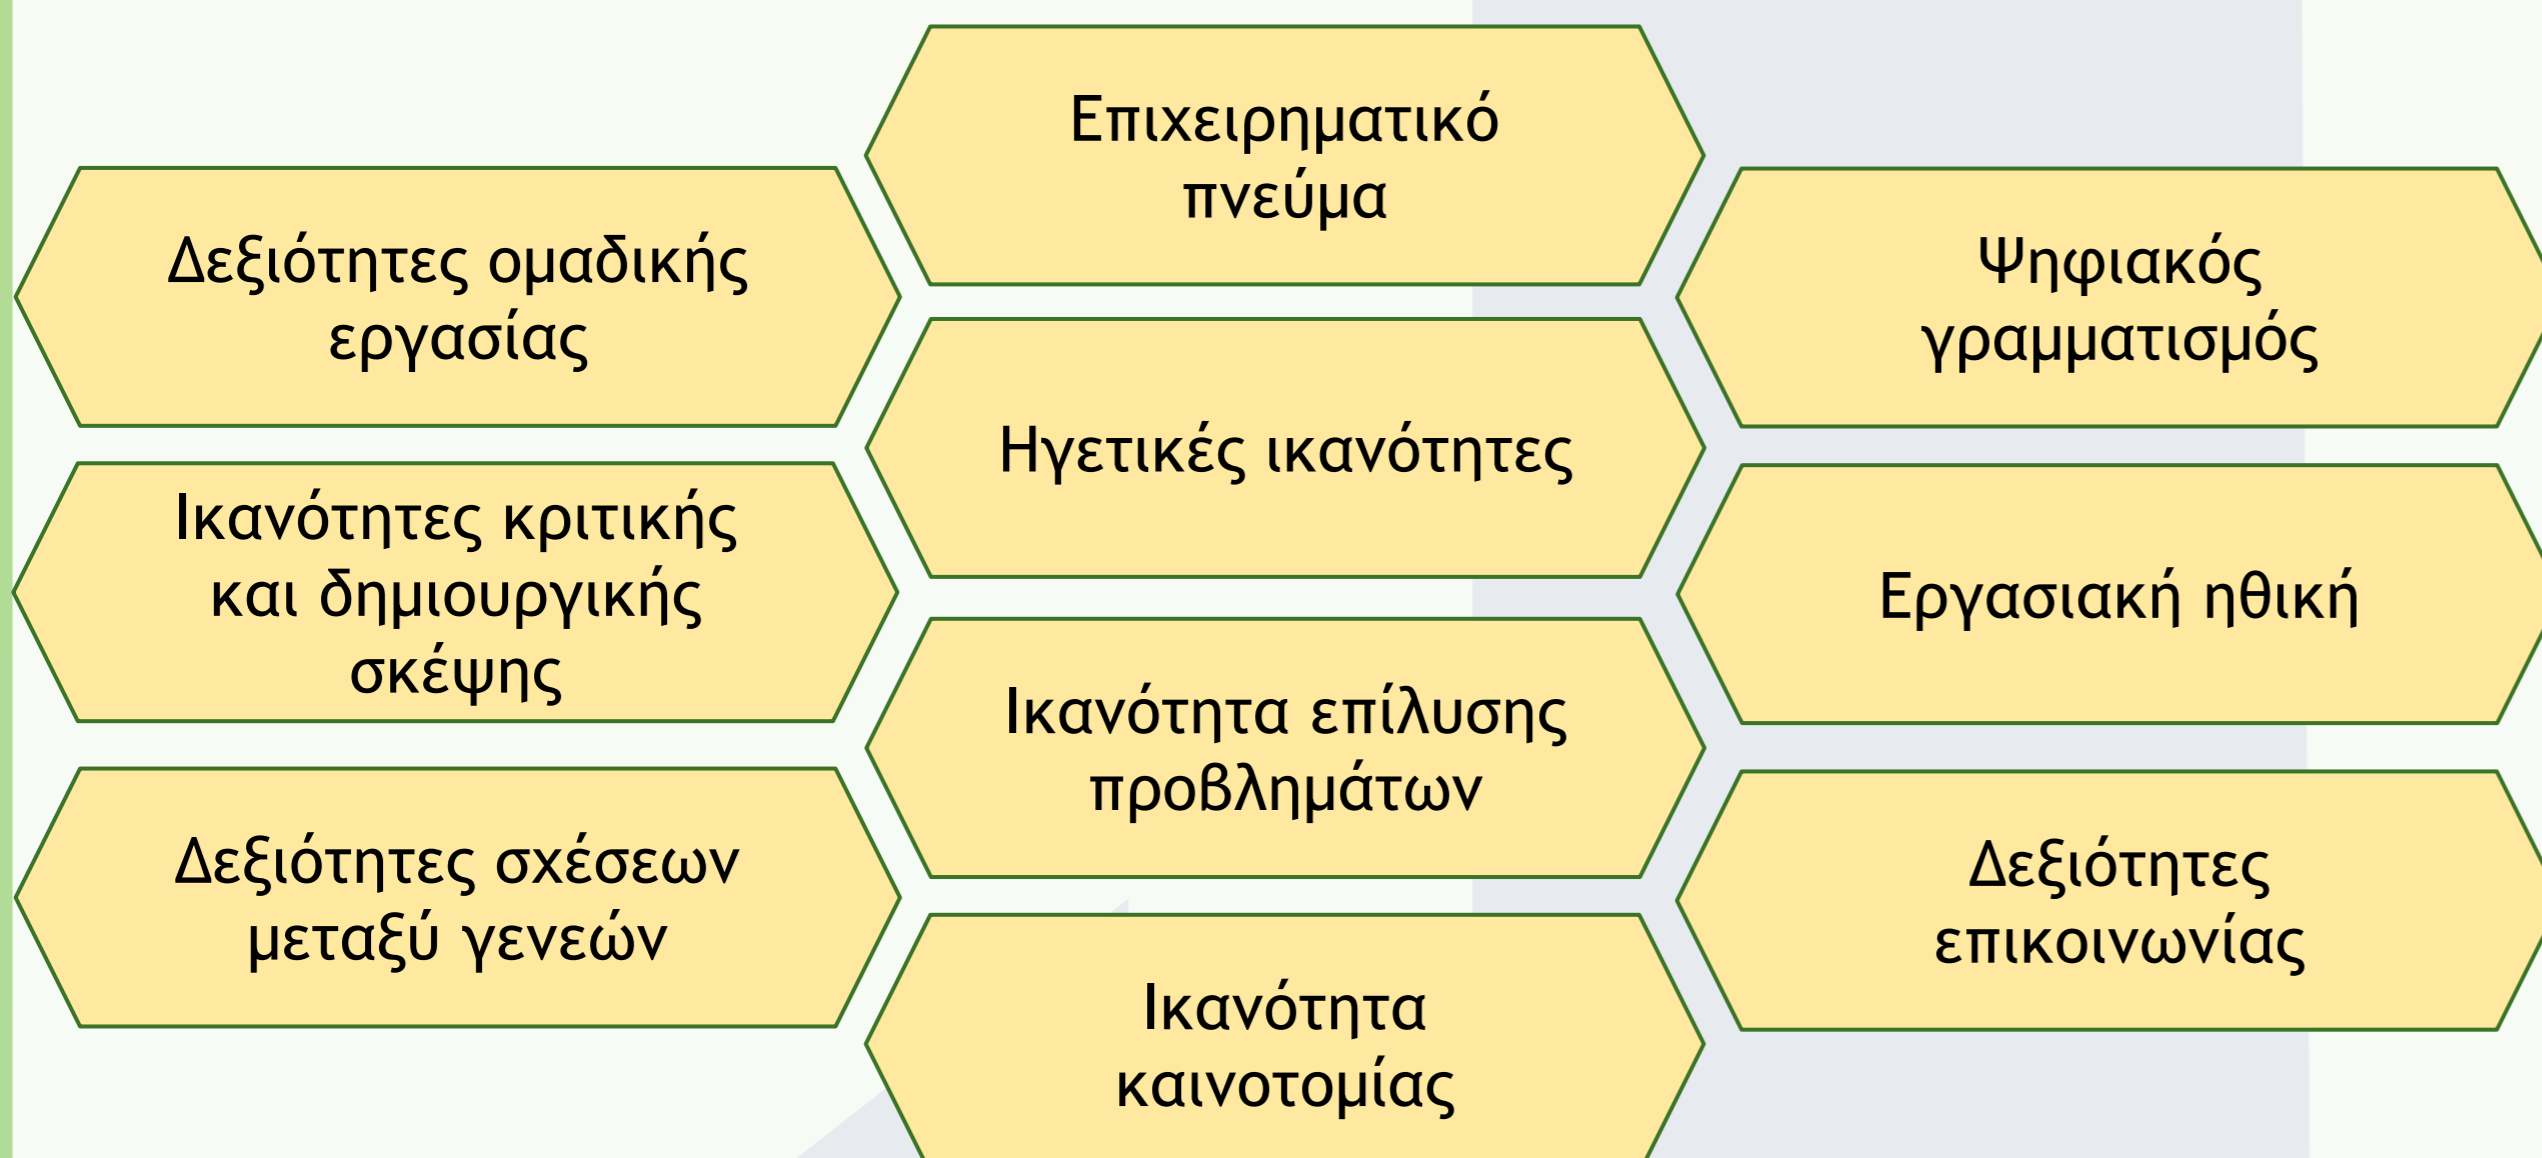 Δεξιότητες ομαδικής
εργασίας
Ικανότητες κριτικής
και δημιουργικής
σκέψης
Δεξιότητες σχέσεων
μεταξύ γενεών
Επιχειρηματικό
πνεύμα
Ηγετικές ικανότητες
Ικανότητα επίλυσης
προβλημάτων
Ικανότητα
καινοτομίας
Ψηφιακός
γραμματισμός
Εργασιακή ηθική
Δεξιότητες
επικοινωνίας